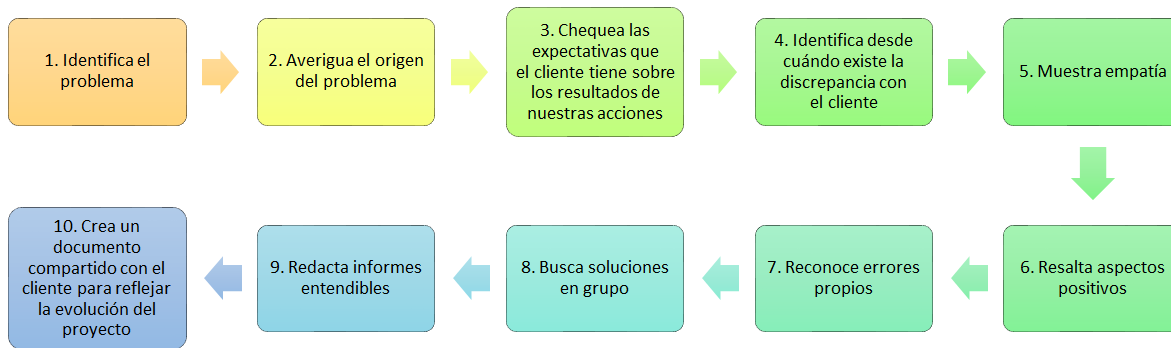 1. Identifica el
problema
2. Averigua el origen
del problema
3. Chequea las
expectativas que
el cliente tiene sobre
los resultados de
nuestras acciones
4. Identifica desde
cuándo existe la
discrepancia con
el cliente
5. Muestra empatía
6. Resalta aspectos
positivos
7. Reconoce errores
propios
8. Busca soluciones
en grupo
9. Redacta informes
entendibles
10. Crea un
documento
compartido con el
cliente para reflejar
la evolución del
proyecto